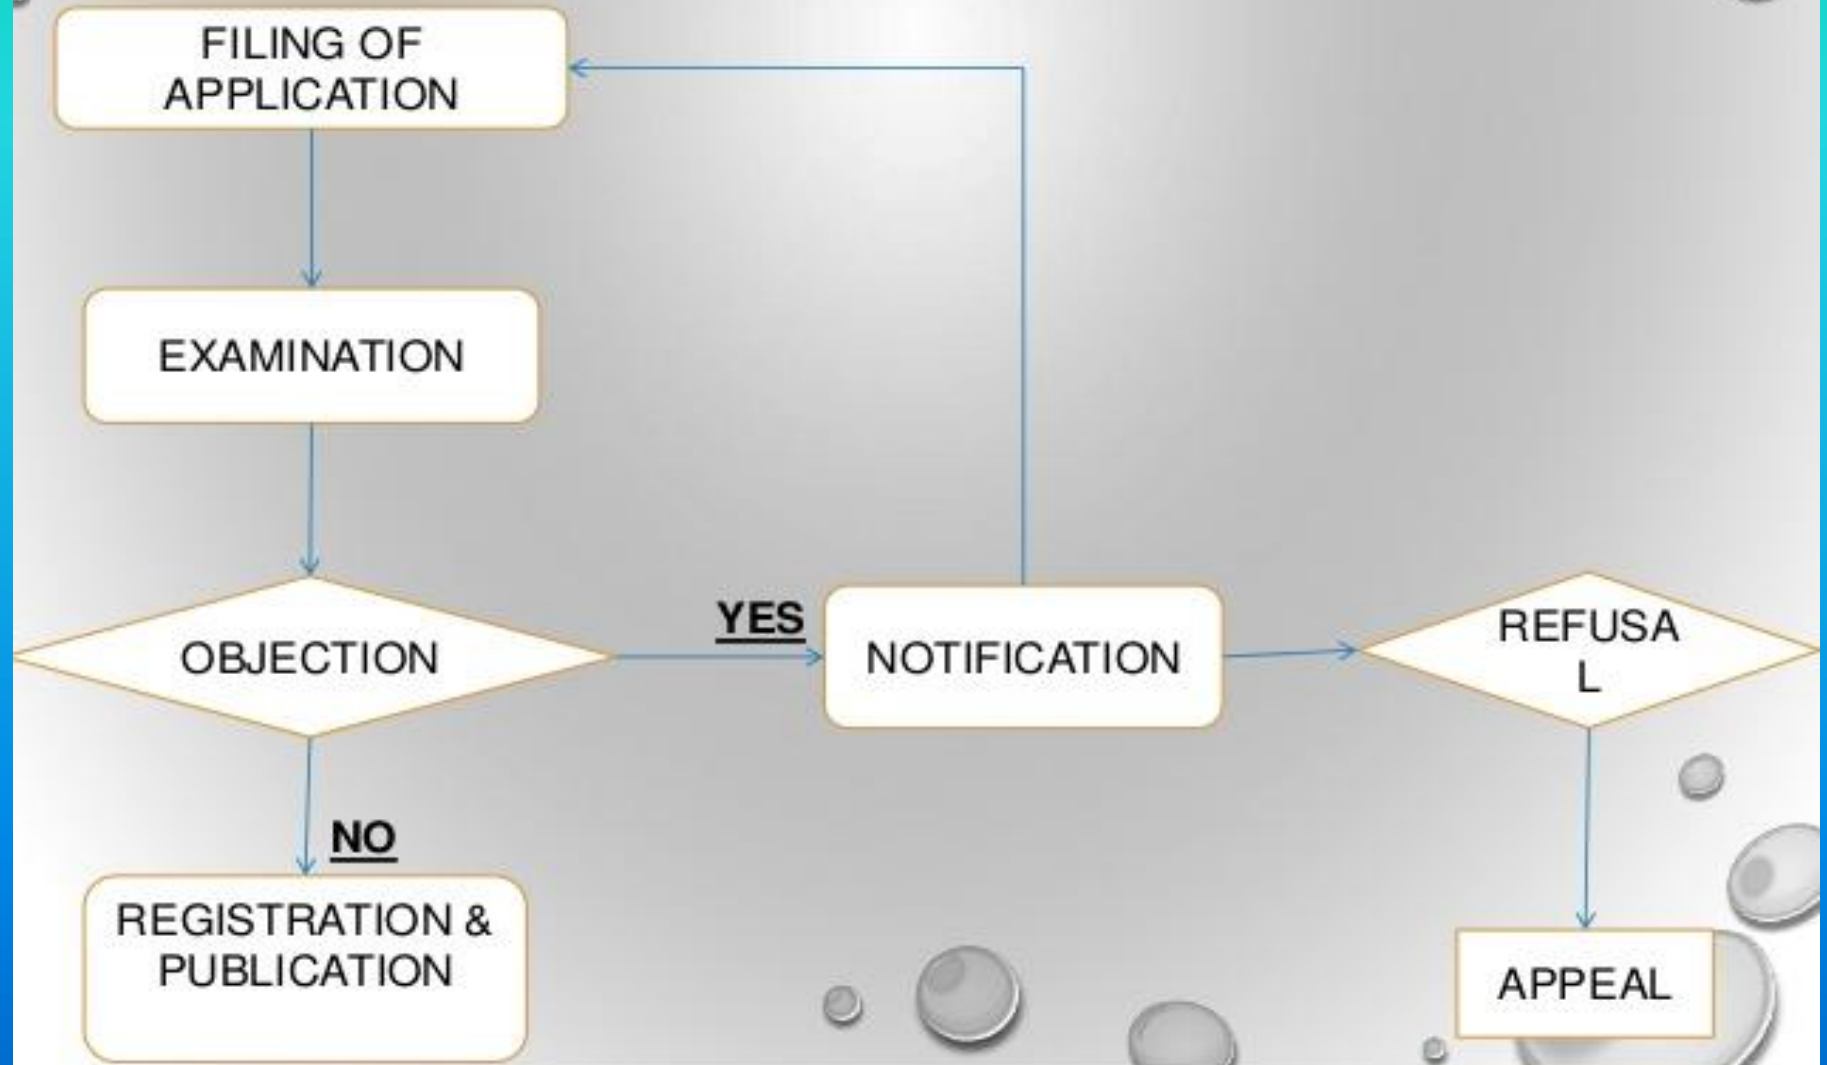 FILING OF
APPLICATION
EXAMINATION
OBJECTION
YES
NOTIFICATION
REFUSA
L
NO
REGISTRATION &
PUBLICATION
APPEAL